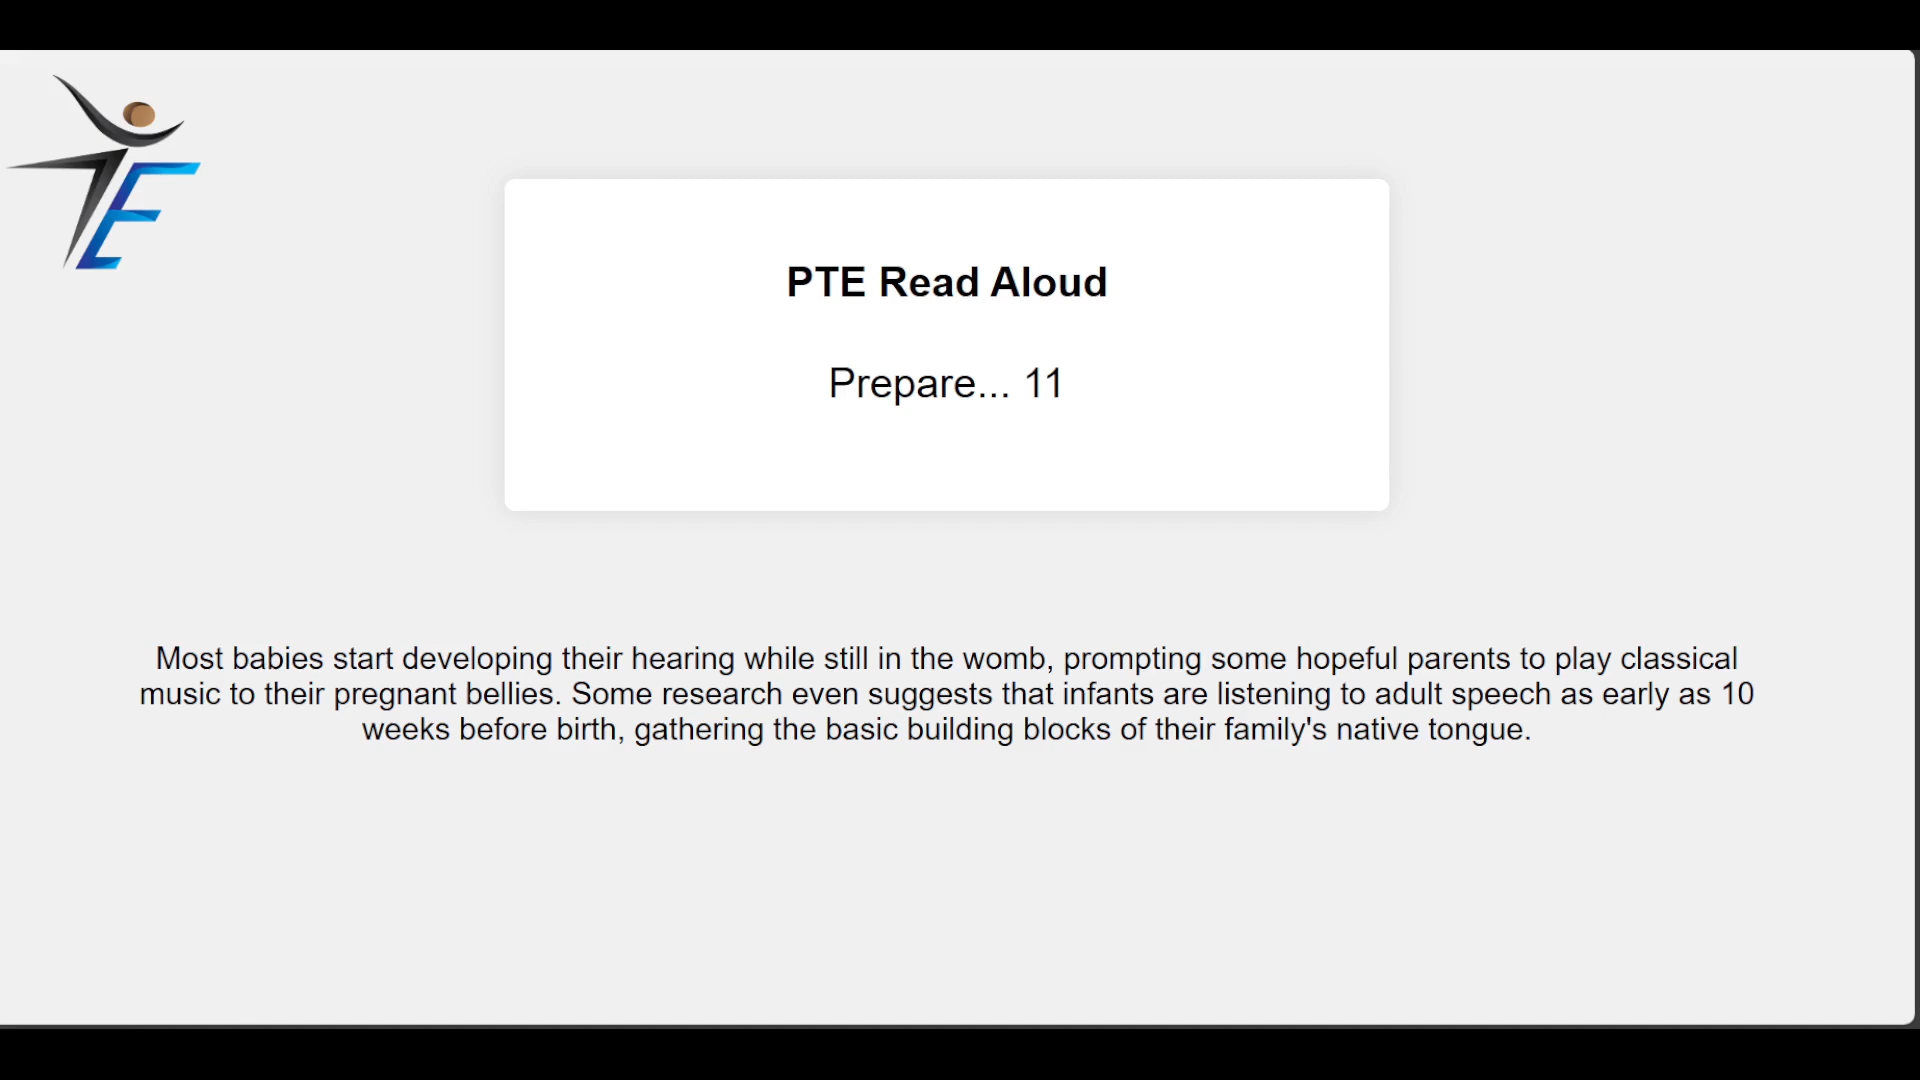 PTE Read Aloud
Prepare... 11
Most babies start developing their hearing while still in the womb, prompting some hopeful parents to play classical
music to their pregnant bellies. Some research even suggests that infants are listening to adult speech as early as 10
weeks before birth, gathering the basic building blocks of their family's native tongue.